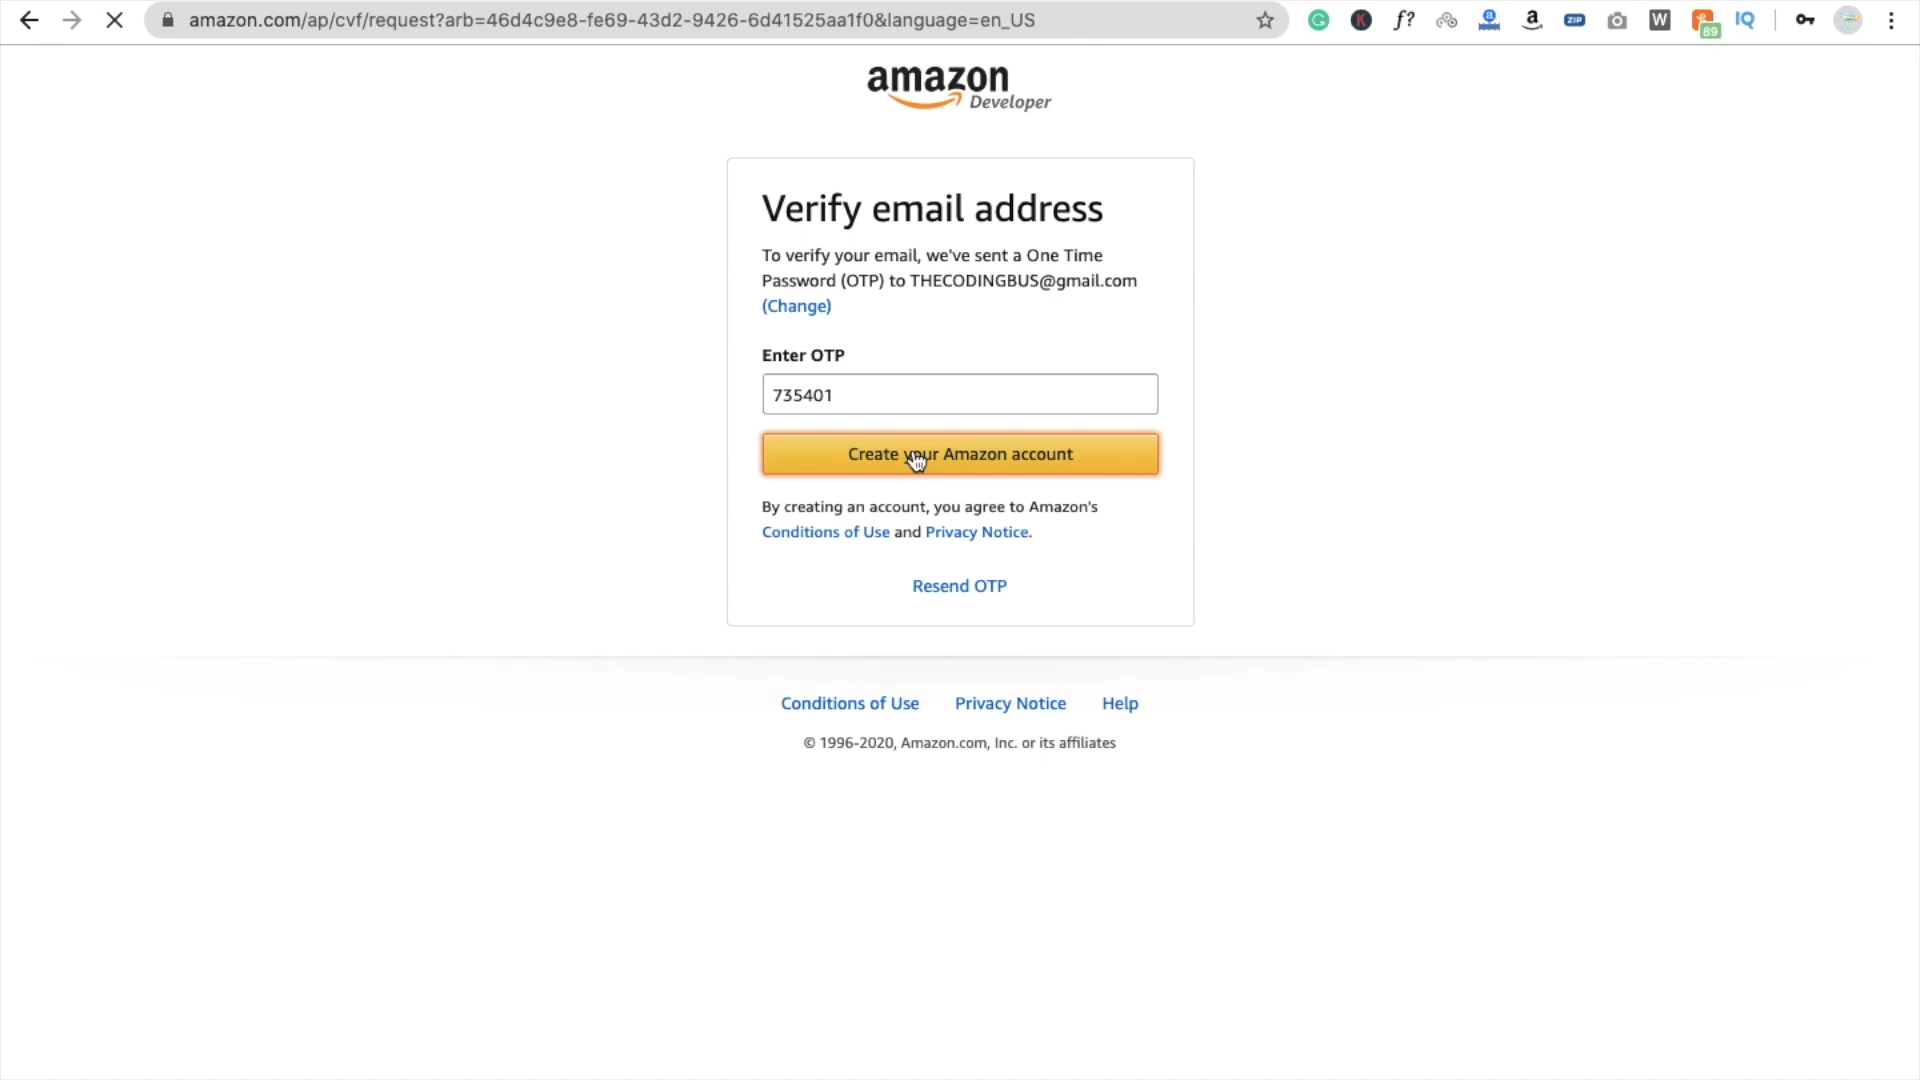 amazon.com/ap/cvf/request?arb=46d4c9e8-fe69-43d2-9426-6d41525aa1f0&language=en_US
f?
a
ZIP
W
89
IQ
amazon
Developer
Verify email address
To verify your email, we've sent a One Time
Password (OTP) to THECODINGBUS@gmail.com
(Change)
Enter OTP
735401
Create your Amazon account
By creating an account, you agree to Amazon's
Conditions of Use and Privacy Notice.
Resend OTP
Conditions of Use Privacy Notice Help
© 1996-2020, Amazon.com, Inc. or its affiliates